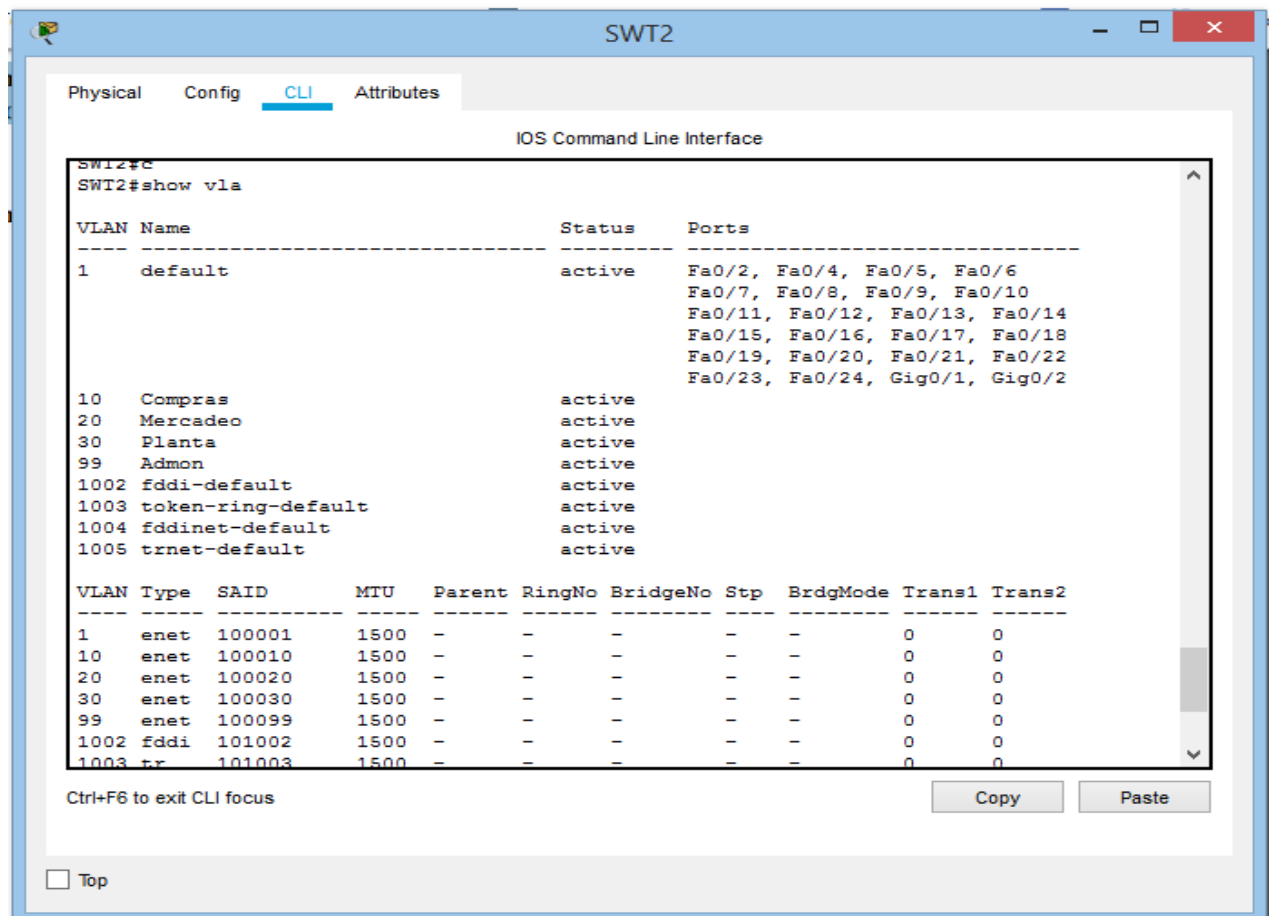 SWT2
Physical Config CLI Attributes
IOS Command Line Interface
SWT2#c
SWT2#show vla
VLAN Name Status Ports
---- -------------------------------- --------- -------------------------------
1 default active Fa0/2, Fa0/4, Fa0/5, Fa0/6
Fa0/7, Fa0/8, Fa0/9, Fa0/10
Fa0/11, Fa0/12, Fa0/13, Fa0/14
Fa0/15, Fa0/16, Fa0/17, Fa0/18
Fa0/19, Fa0/20, Fa0/21, Fa0/22
Fa0/23, Fa0/24, Gig0/1, Gig0/2
10 Compras active
20 Mercadeo active
30 Planta active
99 Admon active
1002 fddi-default active
1003 token-ring-default active
1004 fddinet-default active
1005 trnet-default active
VLAN Type SAID MTU Parent RingNo BridgeNo Stp BrdgMode Trans1 Trans2
---- ----- ---------- ----- ------ ------ -------- ---- -------- ------ ------
1 enet 100001 1500 - - - - - 0 0
10 enet 100010 1500 - - - - - 0 0
20 enet 100020 1500 - - - - - 0 0
30 enet 100030 1500 - - - - - 0 0
99 enet 100099 1500 - - - - - 0 0
1002 fddi 101002 1500 - - - - - 0 0
1003 tr 101003 1500 - - - - - 0 0
Ctrl+F6 to exit CLI focus
Copy Paste
Top